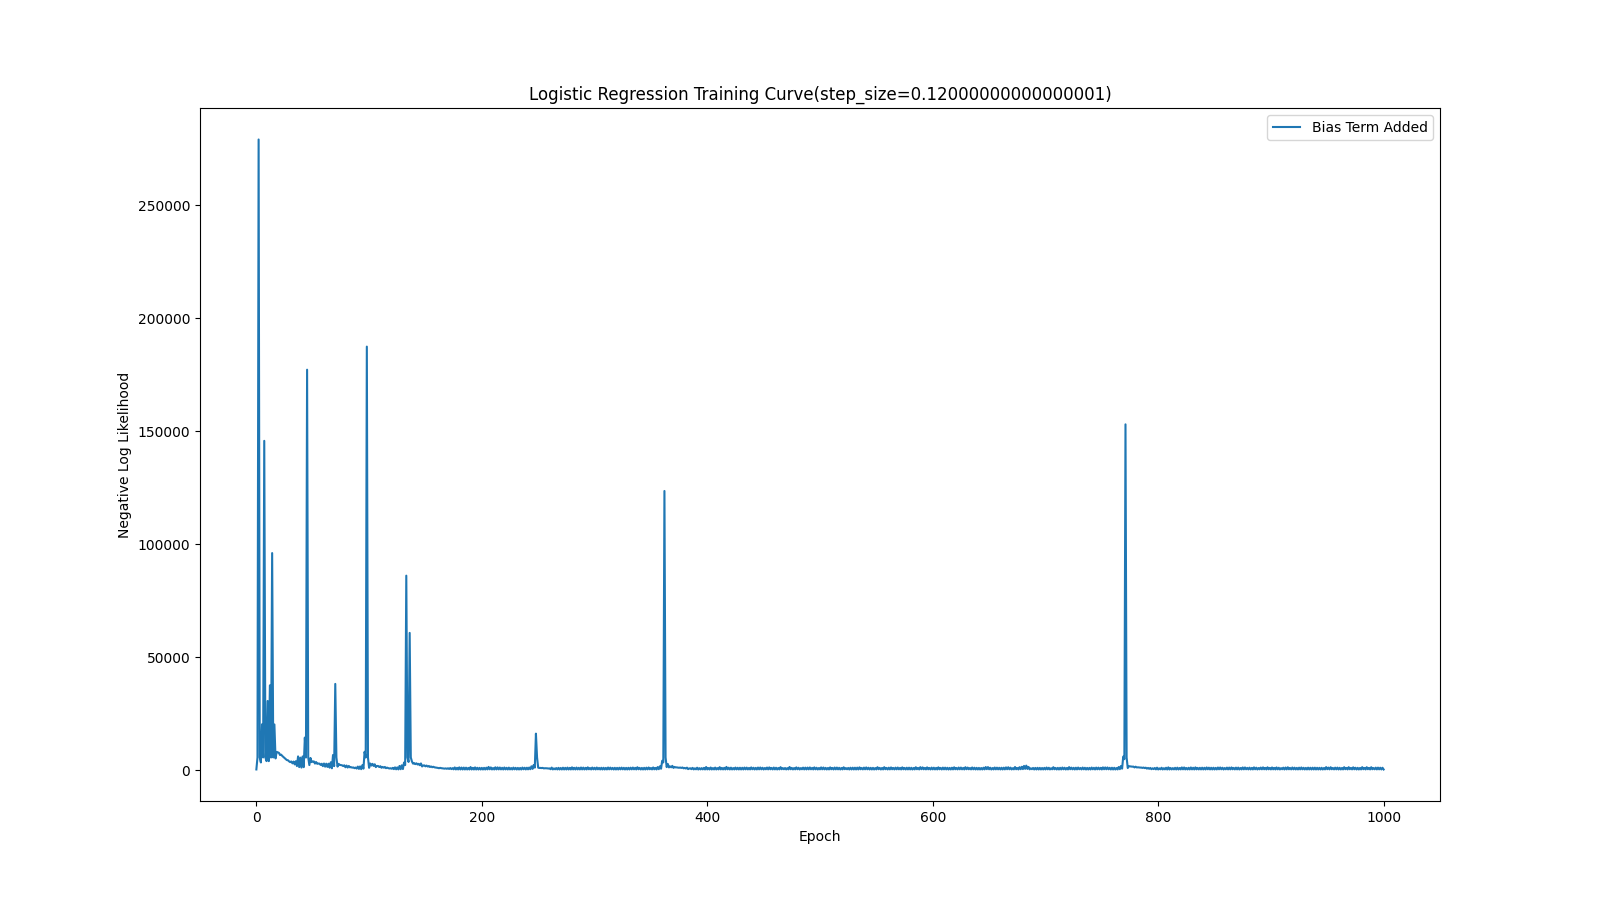 Logistic Regression Training Curve(step_size=0.12000000000000001)
Bias Term Added
250000
200000
150000
100000
50000
0
Negative Log Likelihood
0 200 400 600 800 1000
Epoch